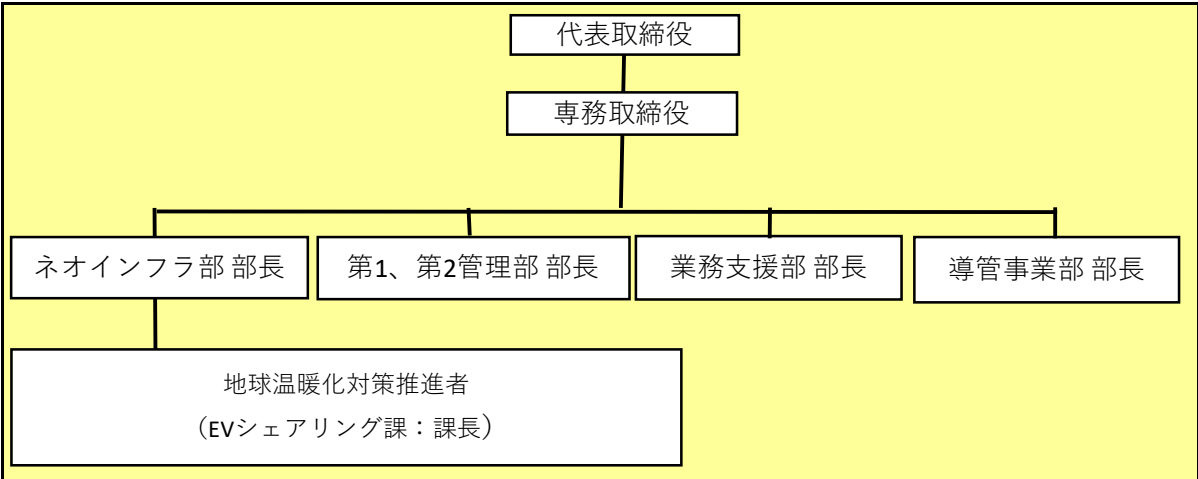 代表取締役
専務取締役
ネオインフラ部 部長
第1、第2管理部 部長
業務支援部 部長
導管事業部 部長
地球温暖化対策推進者
（EVシェアリング課：課長）